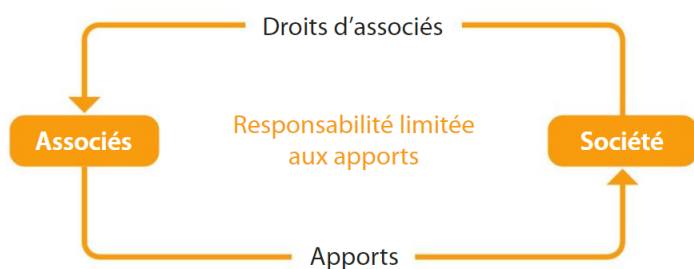 Droits d’associés
Associés
Responsabilité limitée
aux apports
Société
Apports